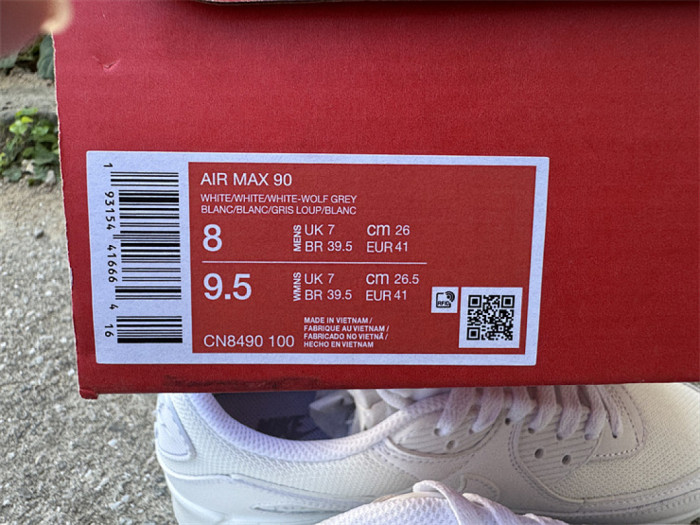 AIR MAX 90
WHITE/WHITE/WHITE-WOLF GREY
BLANC/BLANC/GRIS LOUP/BLANC
8 MENS UK 7 cm 26
BR 39.5 EUR 41
9.5 WMNS UK 7 cm 26.5
BR 39.5 EUR 41
RFID
CN8490 100
MADE IN VIETNAM /
FABRIQUE AU VIETNAM /
FABRICADO NO VIETNÃ /
HECHO EN VIETNAM
1 93154 41666 4
16
NIKE